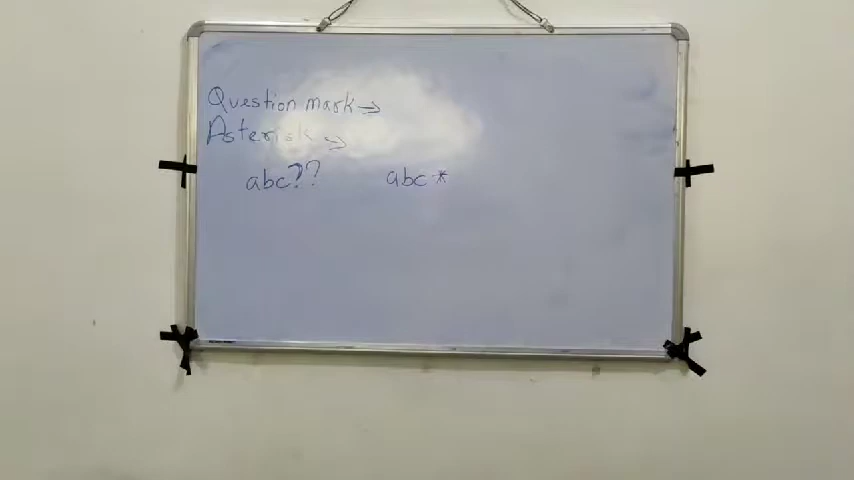 Question mark →
Asterisk →
abc?? abc*